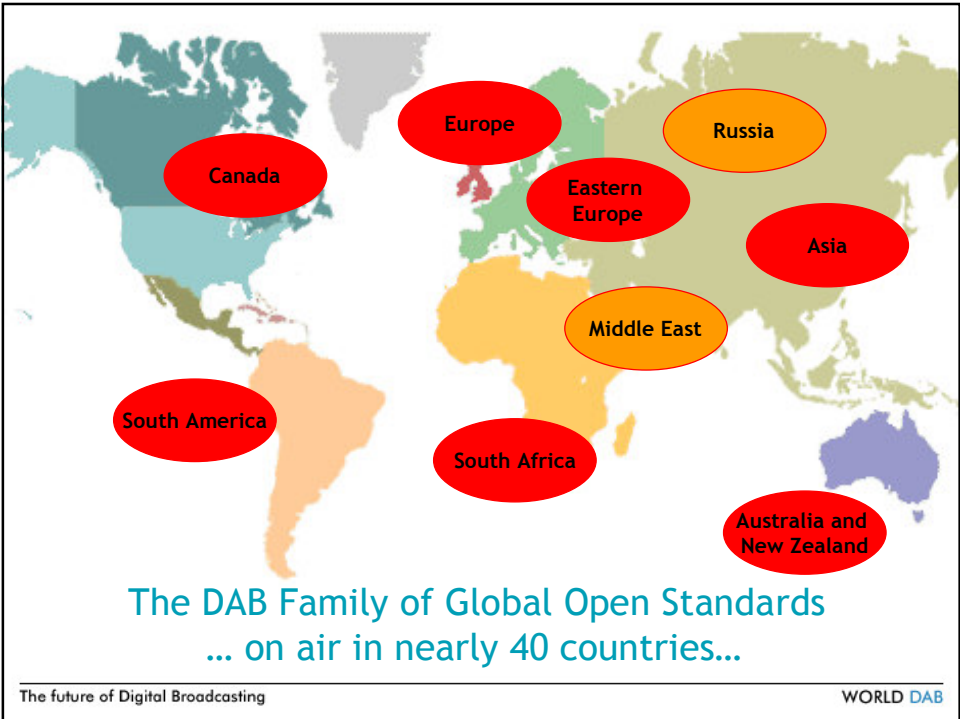 Europe
Russia
Canada
Eastern
Europe
Asia
Middle East
South America
South Africa
Australia and
New Zealand
The DAB Family of Global Open Standards
… on air in nearly 40 countries…
The future of Digital Broadcasting
WORLD DAB